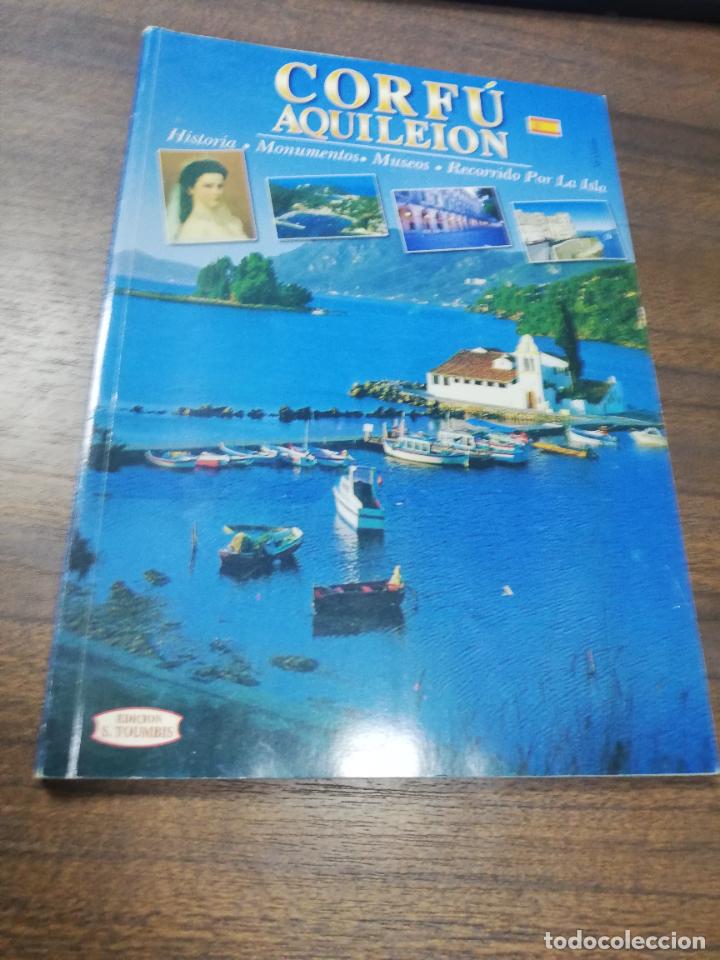 CORFÚ
AQUILEION
Historia • Monumentos • Museos • Recorrido Por La Isla
EDICION
S. TOUMBIS
todocoleccion